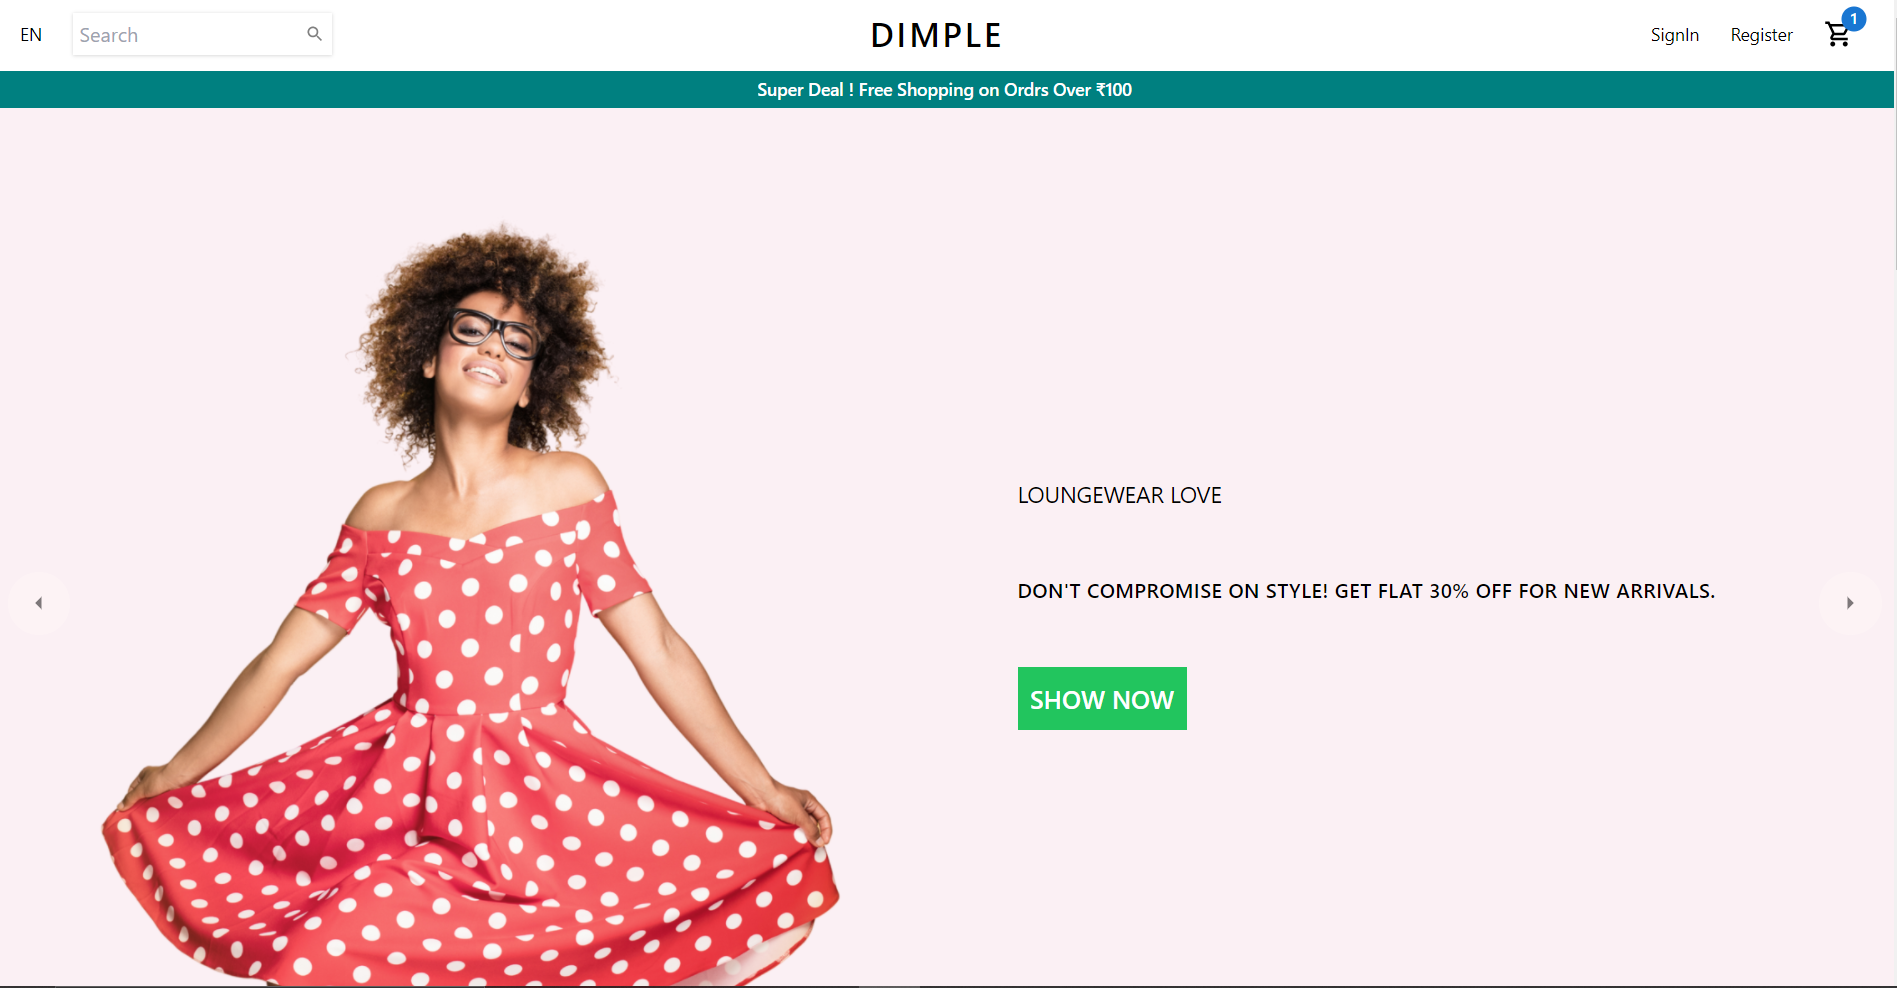 EN
Search
DIMPLE
SignIn
Register
1
Super Deal ! Free Shopping on Ordrs Over ₹100
LOUNGEWEAR LOVE
DON'T COMPROMISE ON STYLE! GET FLAT 30% OFF FOR NEW ARRIVALS.
SHOW NOW